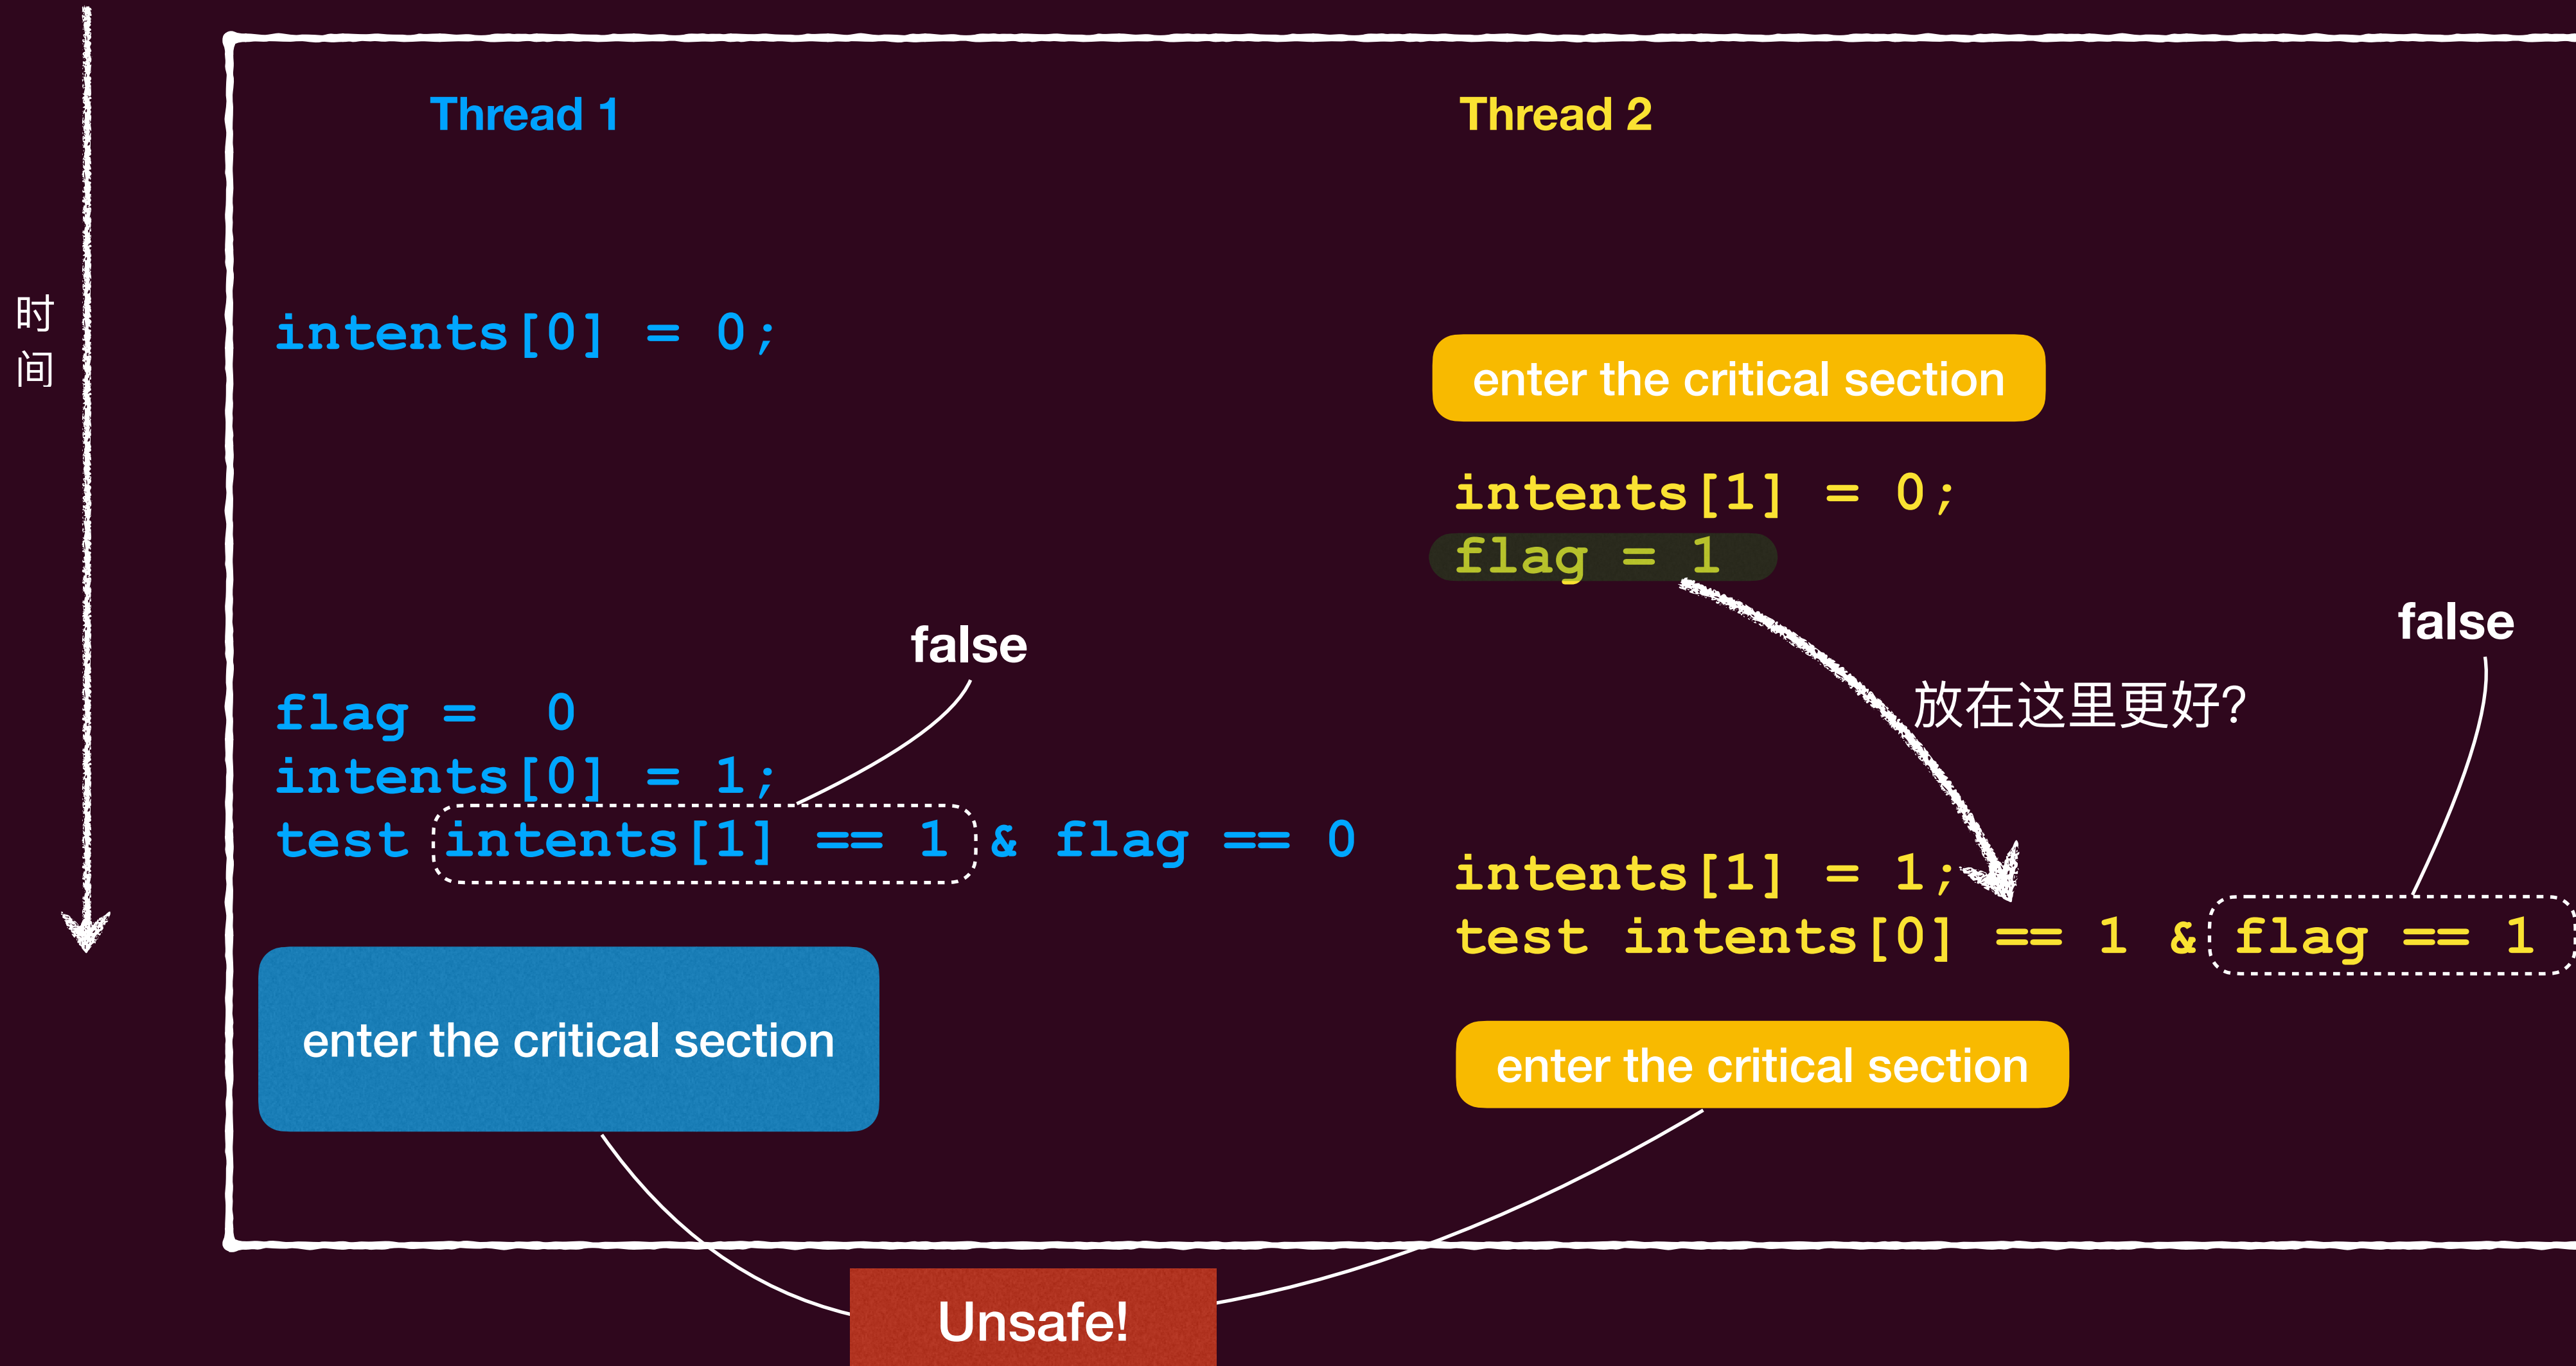 时
间
Thread 1
intents[0] = 0;
false
flag =  0
intents[0] = 1;
test intents[1] == 1 & flag == 0
enter the critical section
Thread 2
enter the critical section
intents[1] = 0;
flag = 1
放在这里更好?
false
intents[1] = 1;
test intents[0] == 1 & flag == 1
enter the critical section
Unsafe!